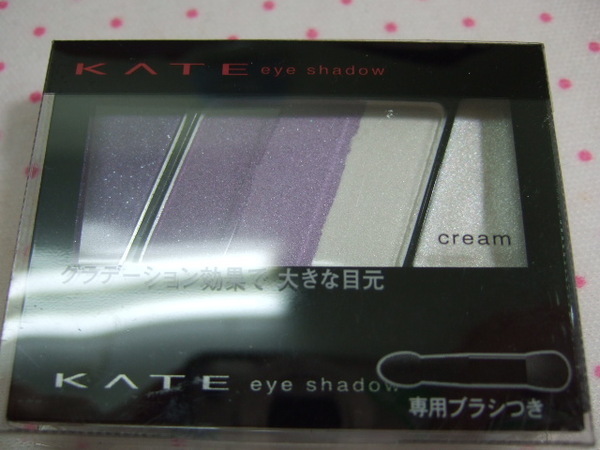 KATE eye shadow
cream
グラデーション効果で 大きな目元
KATE eye shadow
専用ブラシつき